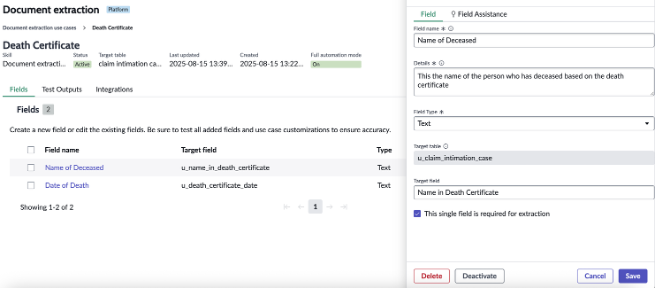 Document extraction Platform
Document extraction use cases > Death Certificate
Death Certificate
Skill Status Target table Last updated Created Full automation mode
Document extracti... Active claim intimation ca... 2025-08-15 13:39... 2025-08-15 13:22... On
Fields Test Outputs Integrations
Fields 2
Create a new field or edit the existing fields. Be sure to test all added fields and use case customizations to ensure accuracy.
Field name Target field Type
Name of Deceased u_name_in_death_certificate Text
Date of Death u_death_certificate_date Text
Showing 1-2 of 2 1
Field Field Assistance
Field name *
Name of Deceased
Details *
This the name of the person who has deceased based on the death
certificate
Field Type *
Text
Target table
u_claim_intimation_case
Target field
Name in Death Certificate
This single field is required for extraction
Delete Deactivate Cancel Save